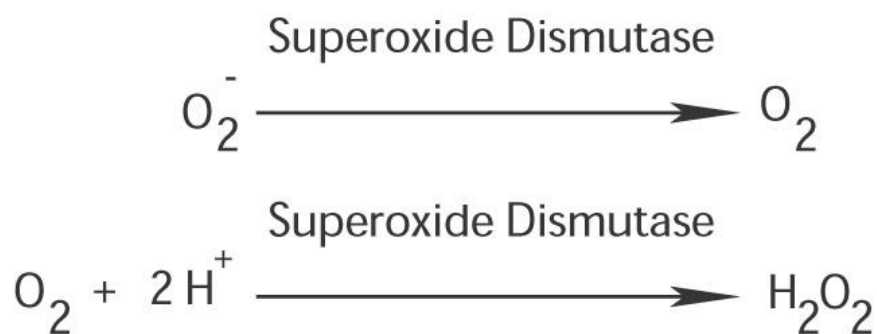 Superoxide Dismutase
O₂⁻ ⟶ O₂
Superoxide Dismutase
O₂ + 2 H⁺ ⟶ H₂O₂